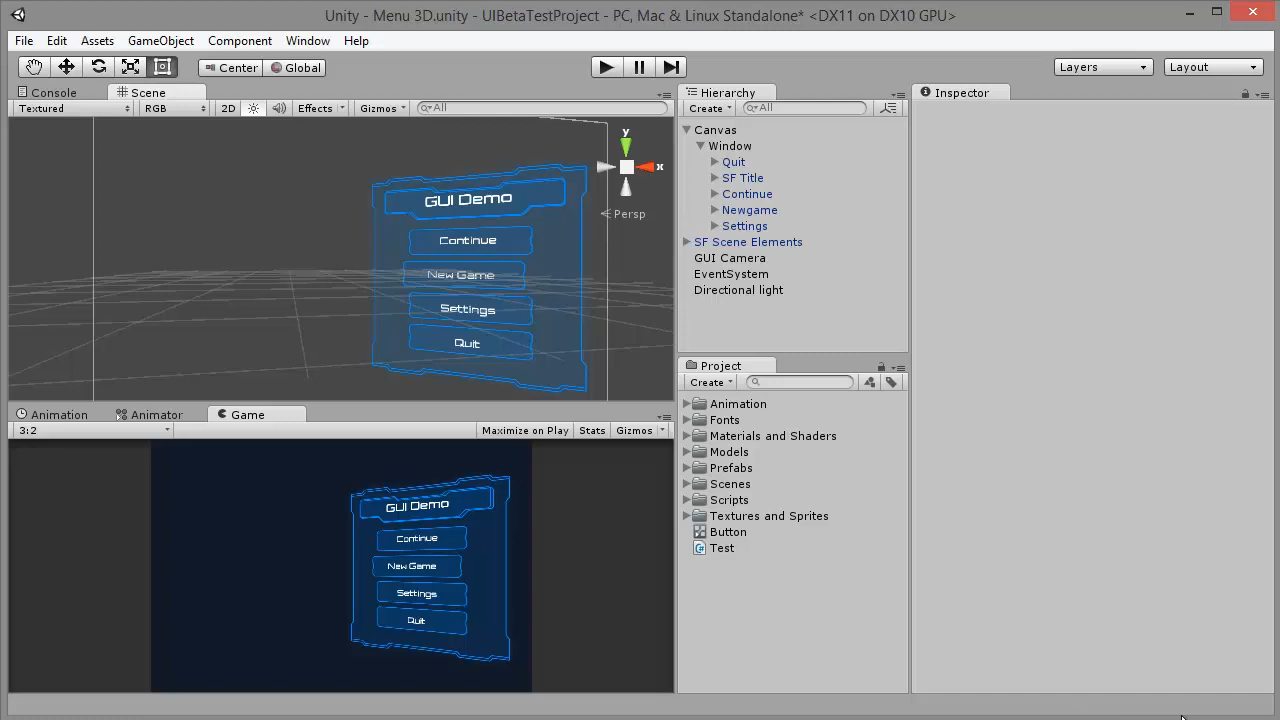 Unity - Menu 3D.unity - UIBetaTestProject - PC, Mac & Linux Standalone* <DX11 on DX10 GPU>
File Edit Assets GameObject Component Window Help
Center Global Layers Layout
Console Scene
Textured RGB 2D Effects Gizmos All
y
x
Persp
GUI Demo
Continue
New Game
Settings
Quit
Animation Animator Game
3:2 Maximize on Play Stats Gizmos
GUI Demo
Continue
New Game
Settings
Quit
Hierarchy
Create All
Canvas
Window
Quit
SF Title
Continue
Newgame
Settings
SF Scene Elements
GUI Camera
EventSystem
Directional light
Project
Create
Animation
Fonts
Materials and Shaders
Models
Prefabs
Scenes
Scripts
Textures and Sprites
Button
Test
Inspector